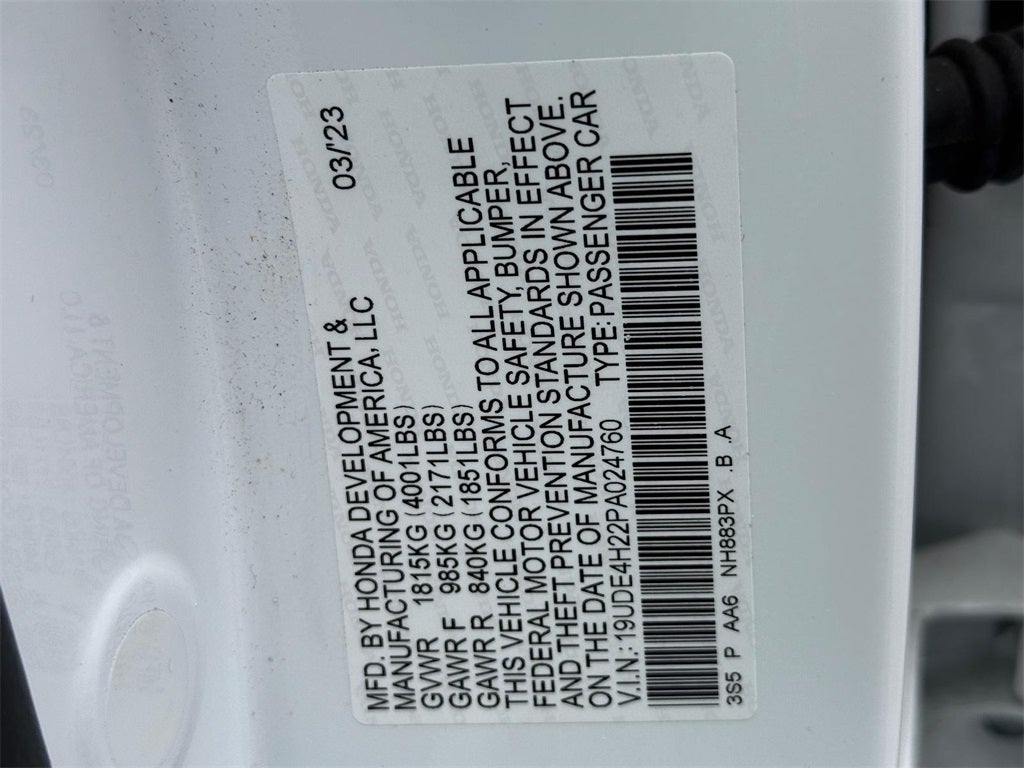 MFD. BY HONDA DEVELOPMENT & 03/'23
MANUFACTURING OF AMERICA, LLC
GVWR 1815KG (4001LBS)
GAWR F 985KG (2171LBS)
GAWR R 840KG (1851LBS)
THIS VEHICLE CONFORMS TO ALL APPLICABLE
FEDERAL MOTOR VEHICLE SAFETY, BUMPER,
AND THEFT PREVENTION STANDARDS IN EFFECT
ON THE DATE OF MANUFACTURE SHOWN ABOVE.
V.I.N.: 19UDE4H22PA024760 TYPE: PASSENGER CAR
3S5 P AA6 NH883PX .B .A